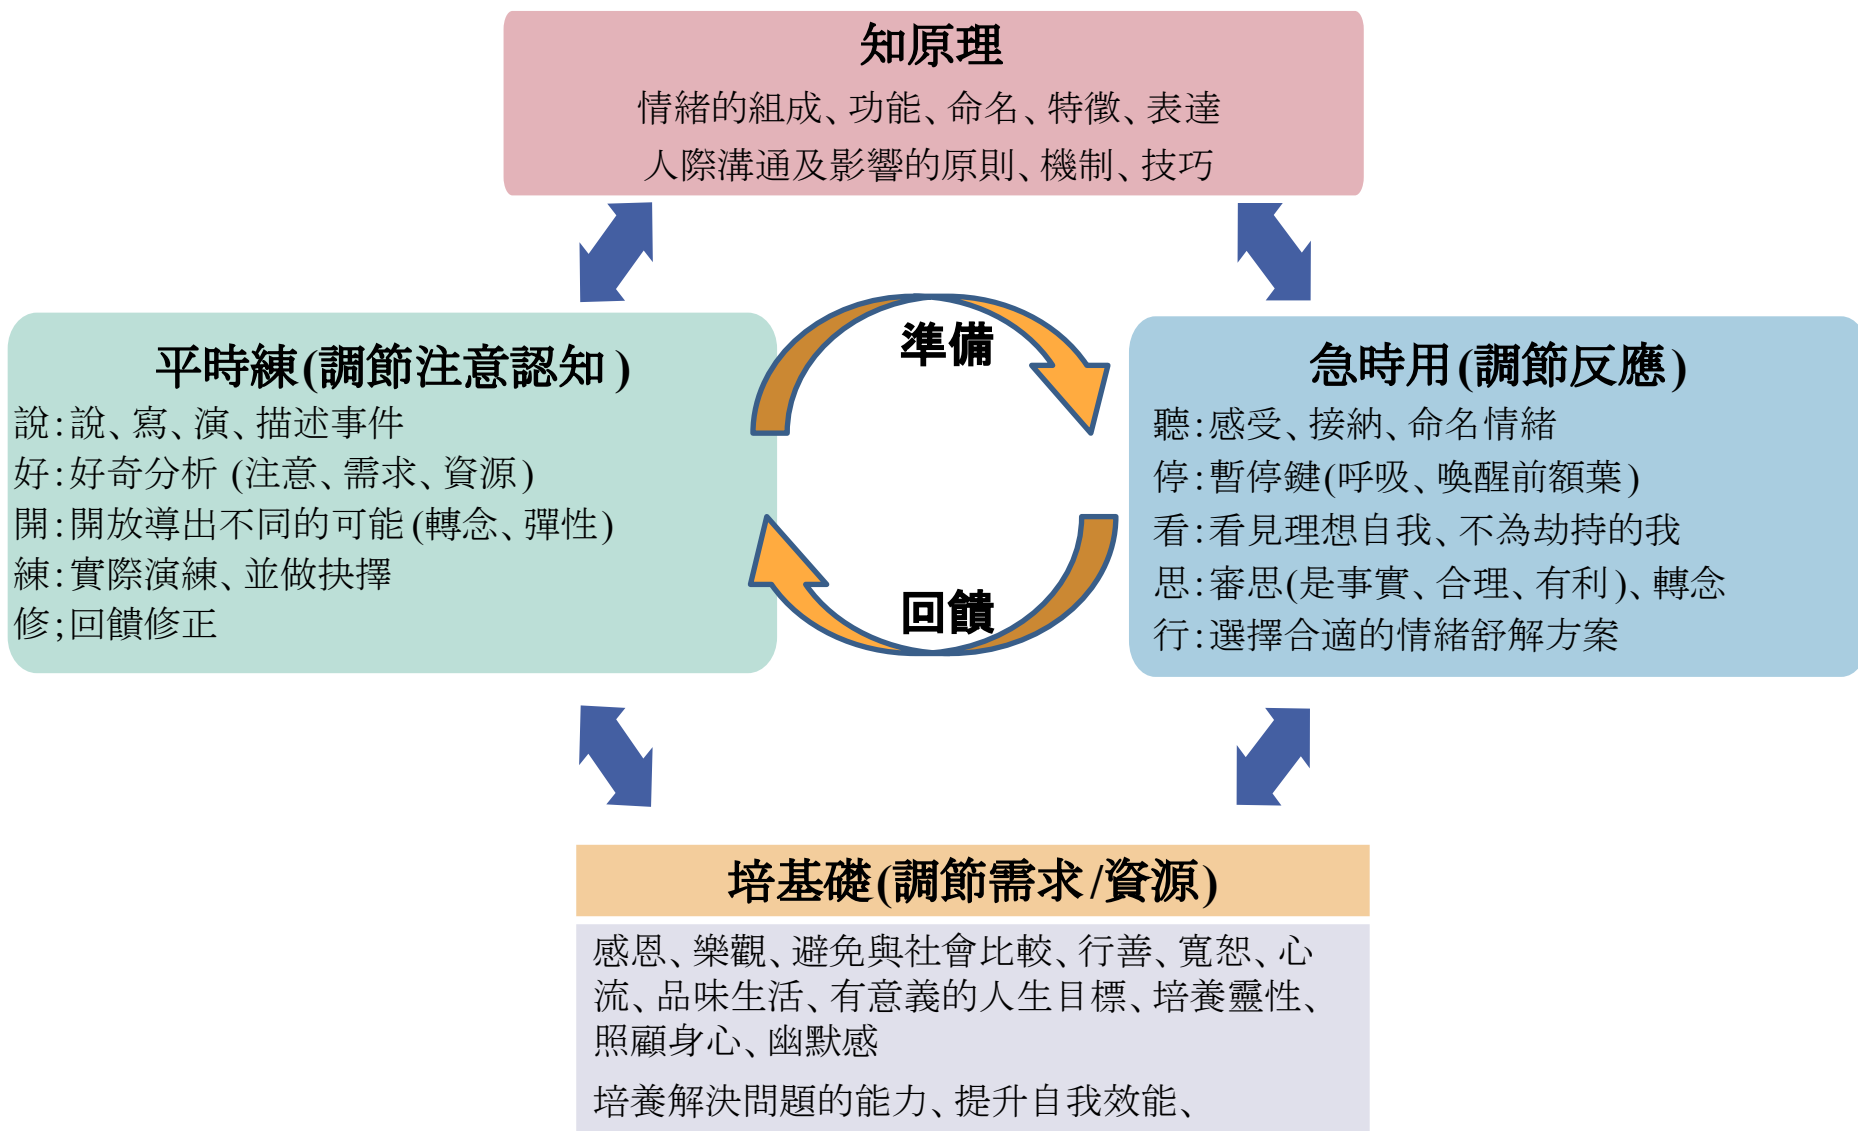 知原理
情緒的組成、功能、命名、特徵、表達
人際溝通及影響的原則、機制、技巧
平時練(調節注意認知)
說:說、寫、演、描述事件
好:好奇分析 (注意、需求、資源)
開:開放導出不同的可能 (轉念、彈性)
練:實際演練、並做抉擇
修;回饋修正
準備
回饋
急時用(調節反應)
聽:感受、接納、命名情緒
停:暫停鍵(呼吸、喚醒前額葉)
看:看見理想自我、不為劫持的我
思:審思(是事實、合理、有利)、轉念
行:選擇合適的情緒舒解方案
培基礎(調節需求/資源)
感恩、樂觀、避免與社會比較、行善、寬恕、心
流、品味生活、有意義的人生目標、培養靈性、
照顧身心、幽默感
培養解決問題的能力、提升自我效能、